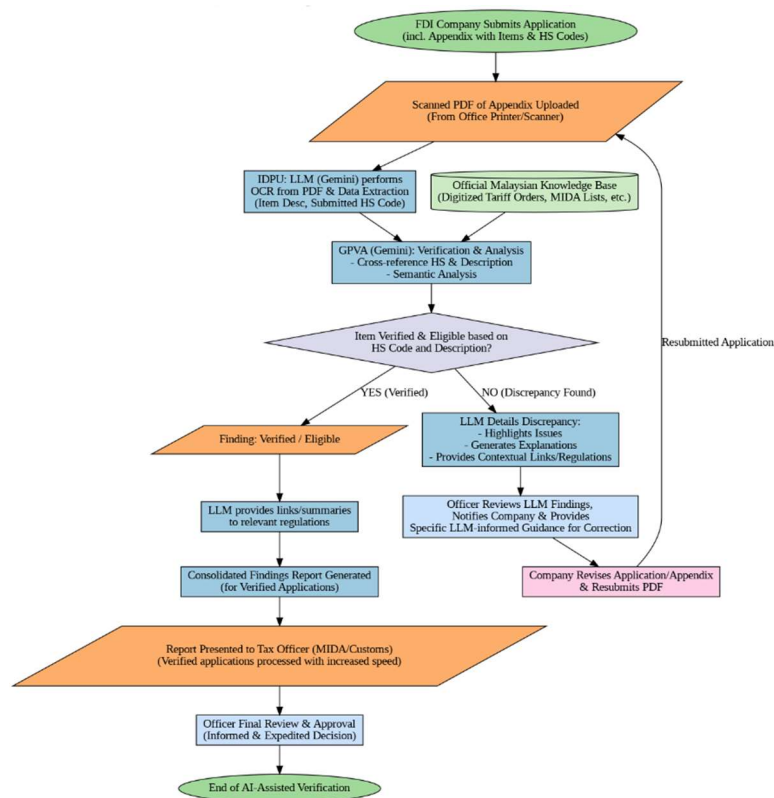 FDI Company Submits Application
(incl. Appendix with Items & HS Codes)
Scanned PDF of Appendix Uploaded
(From Office Printer/Scanner)
IDPU: LLM (Gemini) performs
OCR from PDF & Data Extraction
(Item Desc, Submitted HS Code)
Official Malaysian Knowledge Base
(Digitized Tariff Orders, MIDA Lists, etc.)
GPVA (Gemini): Verification & Analysis
- Cross-reference HS & Description
- Semantic Analysis
Item Verified & Eligible based on
HS Code and Description?
Resubmitted Application
YES (Verified)
NO (Discrepancy Found)
Finding: Verified / Eligible
LLM Details Discrepancy:
- Highlights Issues
- Generates Explanations
- Provides Contextual Links/Regulations
LLM provides links/summaries
to relevant regulations
Officer Reviews LLM Findings,
Notifies Company & Provides
Specific LLM-informed Guidance for Correction
Consolidated Findings Report Generated
(for Verified Applications)
Company Revises Application/Appendix
& Resubmits PDF
Report Presented to Tax Officer (MIDA/Customs)
(Verified applications processed with increased speed)
Officer Final Review & Approval
(Informed & Expedited Decision)
End of AI-Assisted Verification